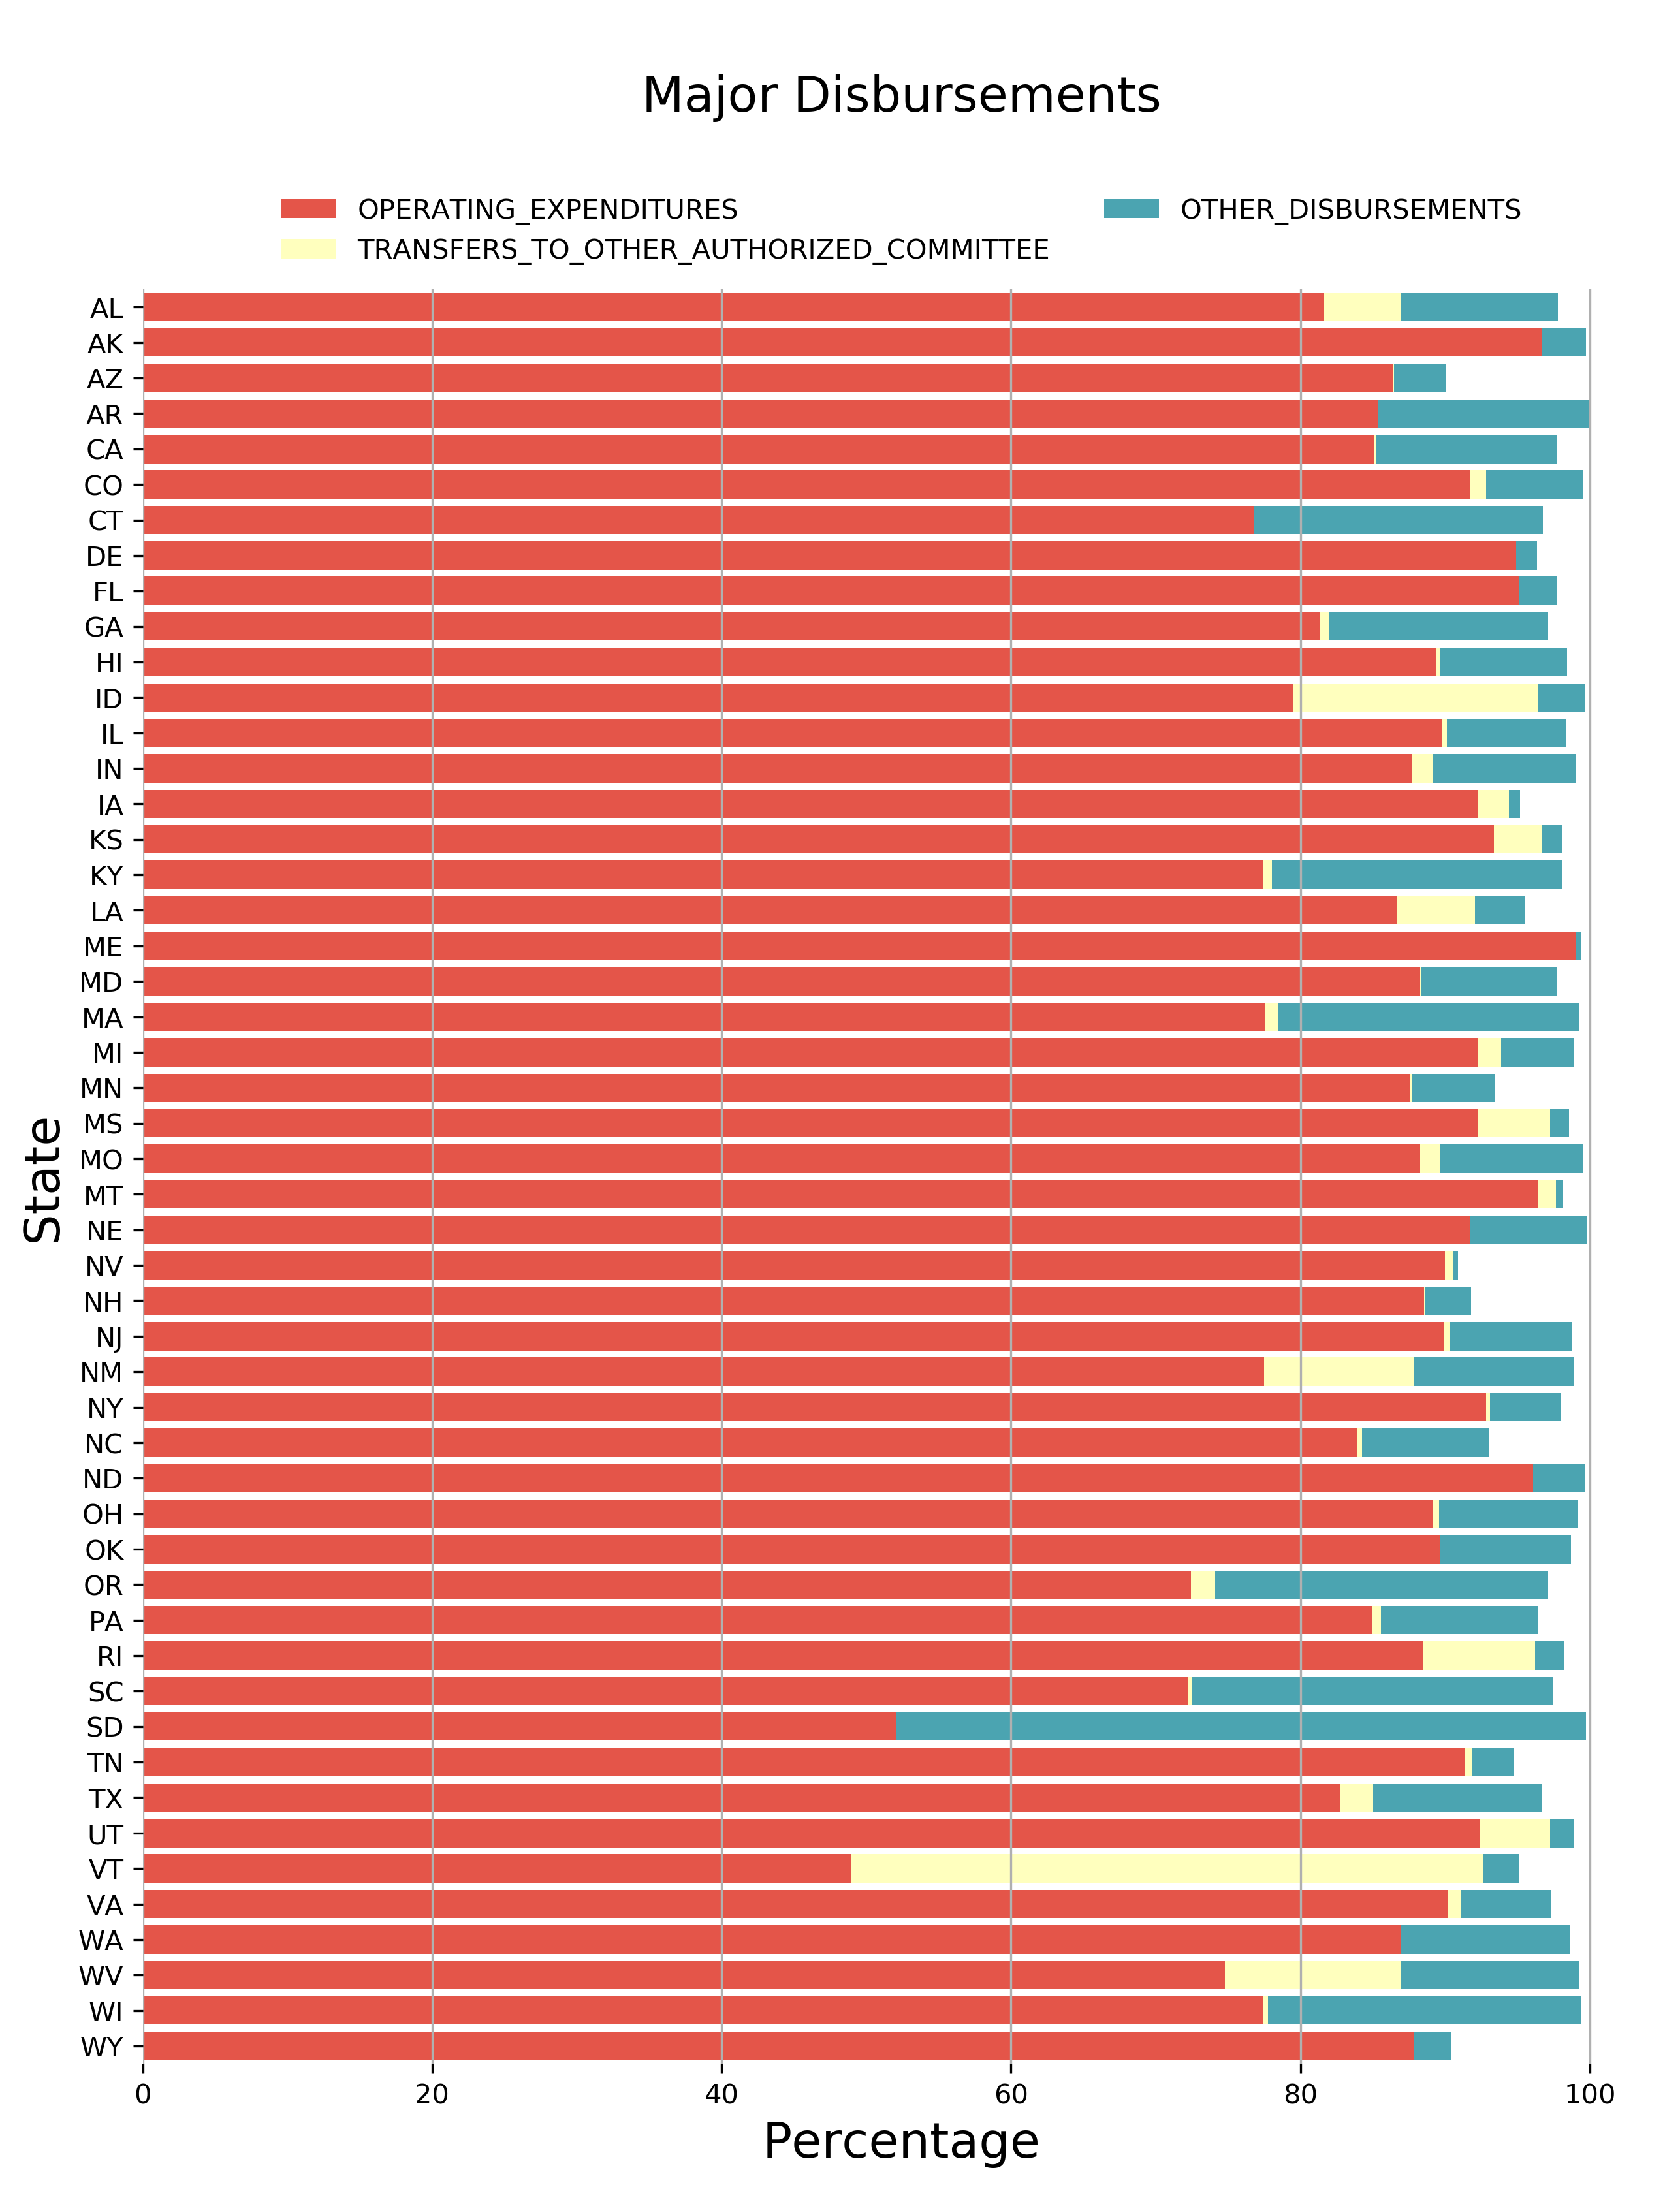 Major Disbursements
OPERATING_EXPENDITURES
TRANSFERS_TO_OTHER_AUTHORIZED_COMMITTEE
OTHER_DISBURSEMENTS
AL
AK
AZ
AR
CA
CO
CT
DE
FL
GA
HI
ID
IL
IN
IA
KS
KY
LA
ME
MD
MA
MI
MN
MS
MO
MT
NE
NV
NH
NJ
NM
NY
NC
ND
OH
OK
OR
PA
RI
SC
SD
TN
TX
UT
VT
VA
WA
WV
WI
WY
State
0 20 40 60 80 100
Percentage